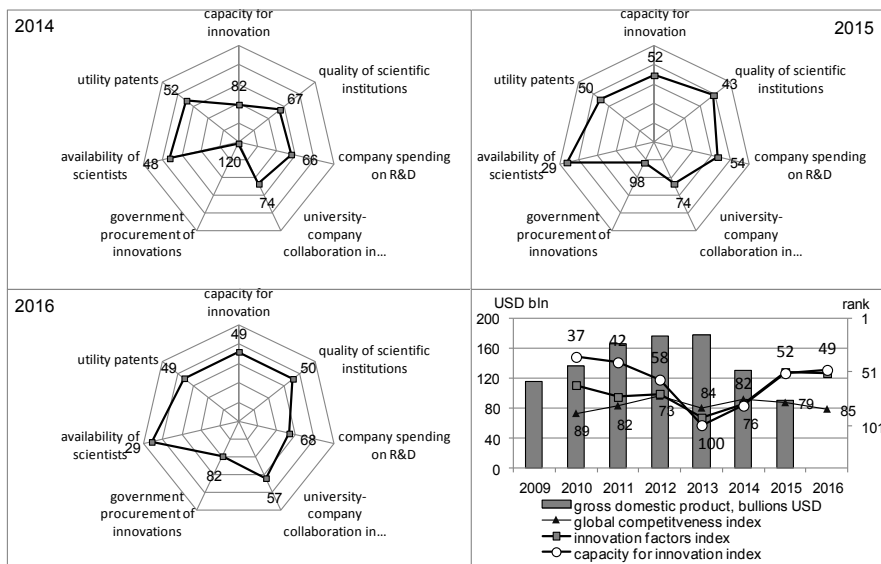 2014
capacity for
innovation
82
quality of scientific
institutions
67
company spending
on R&D
66
university-
company
collaboration in...
74
government
procurement of
innovations
120
availability of
scientists
48
utility patents
52
2015
capacity for
innovation
52
quality of scientific
institutions
43
company spending
on R&D
54
university-
company
collaboration in...
74
government
procurement of
innovations
98
availability of
scientists
29
utility patents
50
2016
capacity for
innovation
49
quality of scientific
institutions
50
company spending
on R&D
68
university-
company
collaboration in...
57
government
procurement of
innovations
82
availability of
scientists
29
utility patents
49
USD bln
rank
200
160
120
80
40
0
1
51
101
37
42
58
84
82
52
49
89
82
73
100
76
79
85
2009 2010 2011 2012 2013 2014 2015 2016
gross domestic product, bullions USD
global competitveness index
innovation factors index
capacity for innovation index